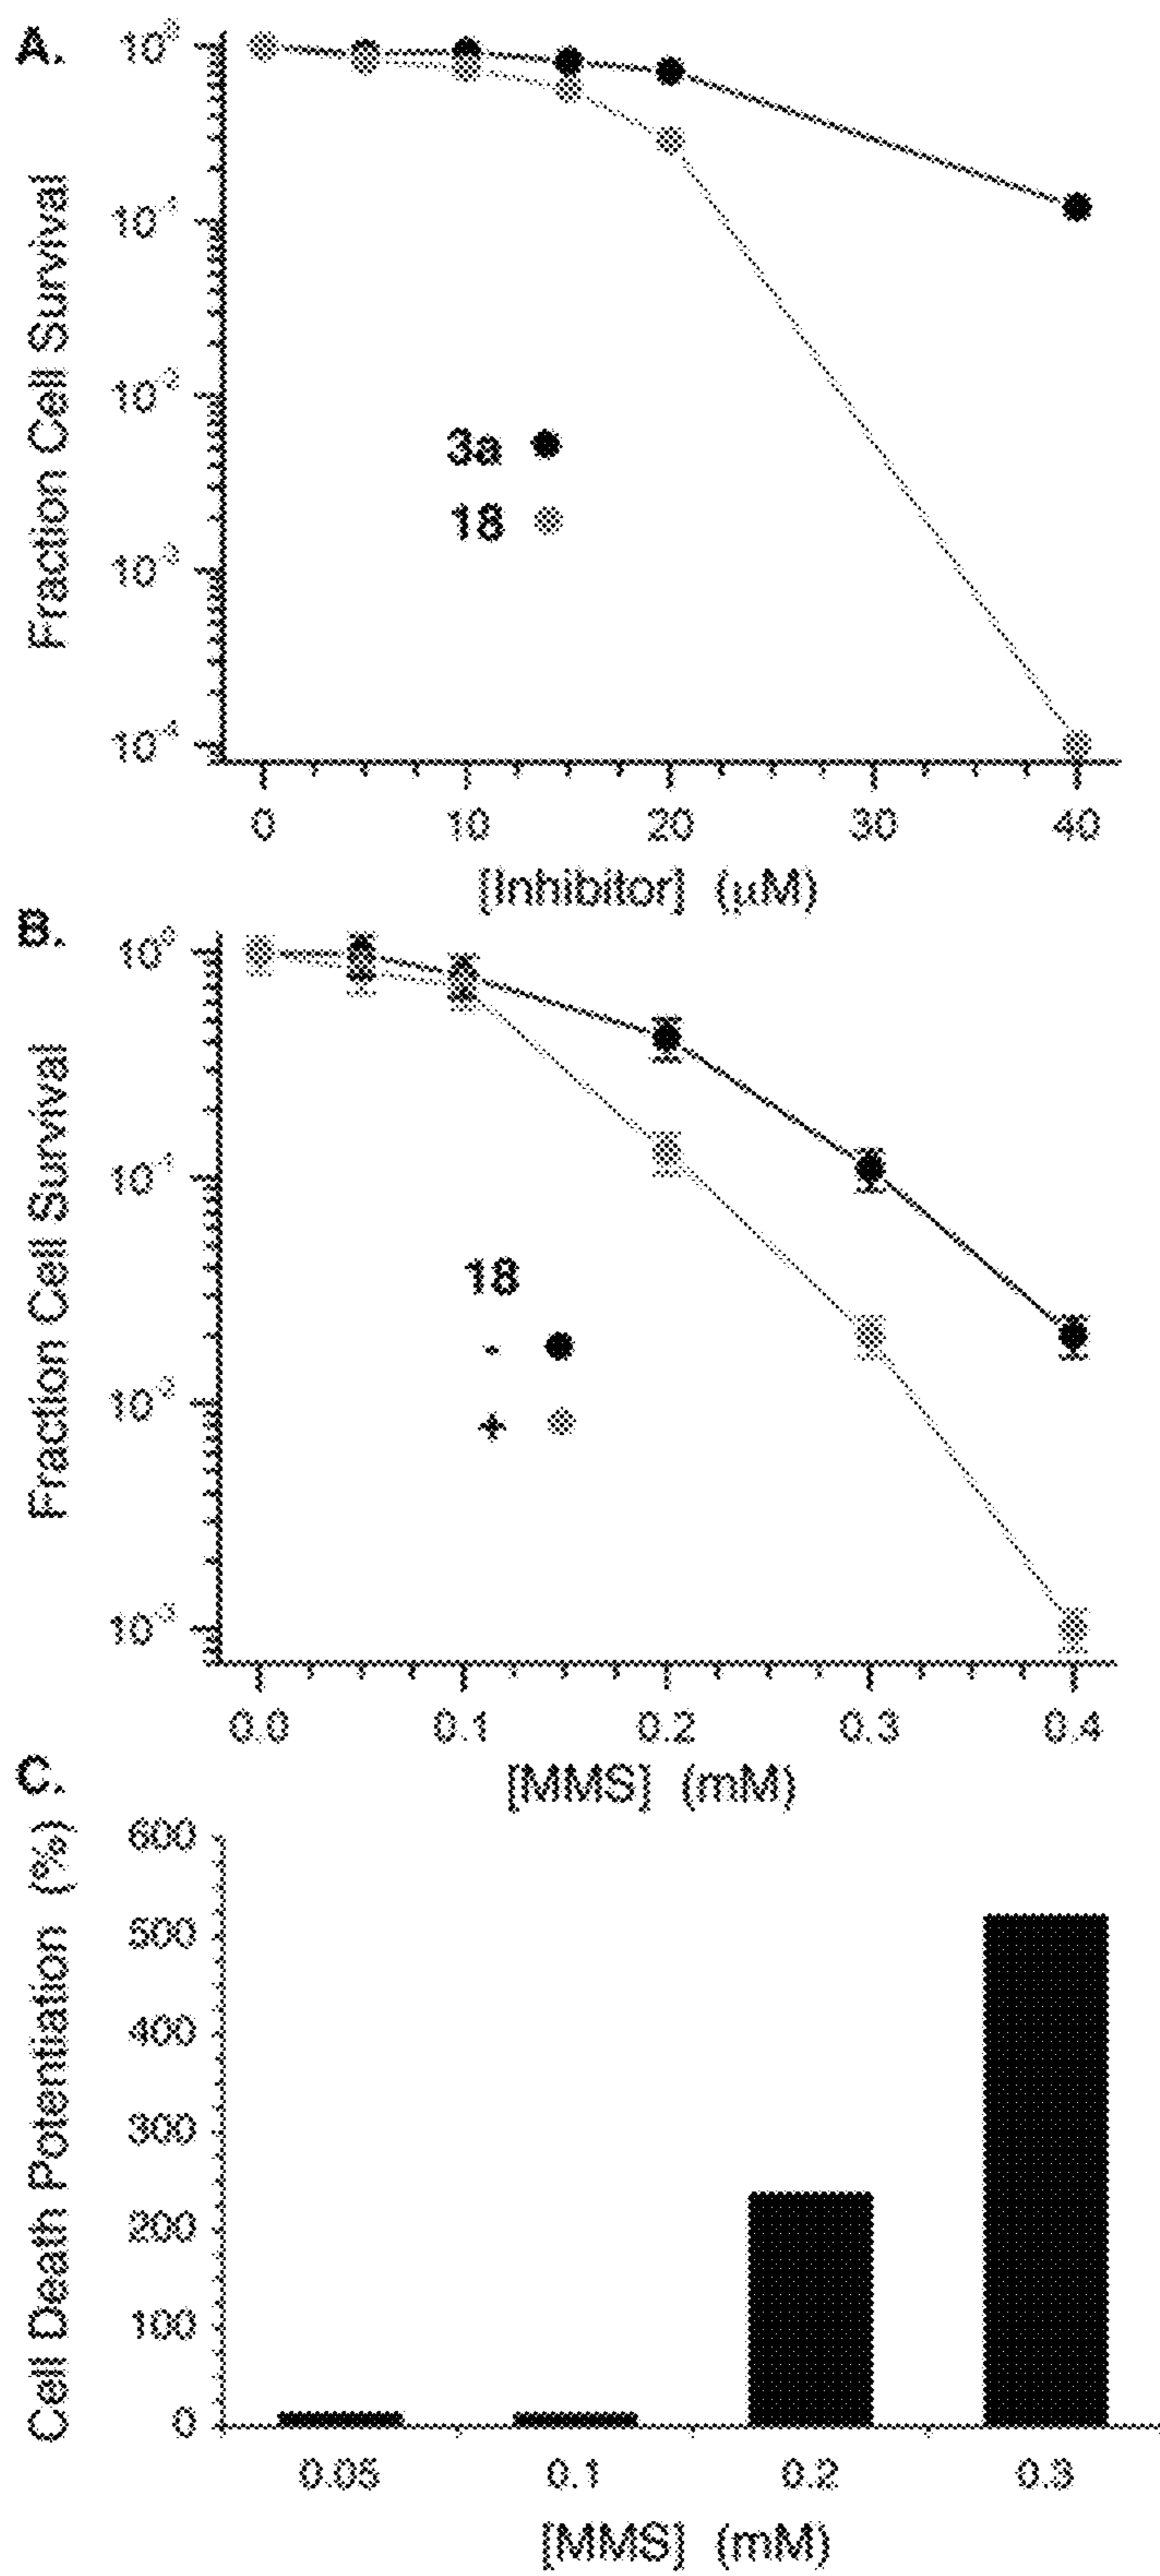 A.
10⁰
10⁻¹
10⁻²
10⁻³
10⁻⁴
Fraction Cell Survival
3a
18
0 10 20 30 40
[Inhibitor] (μM)
B.
10⁰
10⁻¹
10⁻²
10⁻³
Fraction Cell Survival
18
-
+
0.0 0.1 0.2 0.3 0.4
[MMS] (mM)
C.
600
500
400
300
200
100
0
Cell Death Potentiation (%)
0.05 0.1 0.2 0.3
[MMS] (mM)